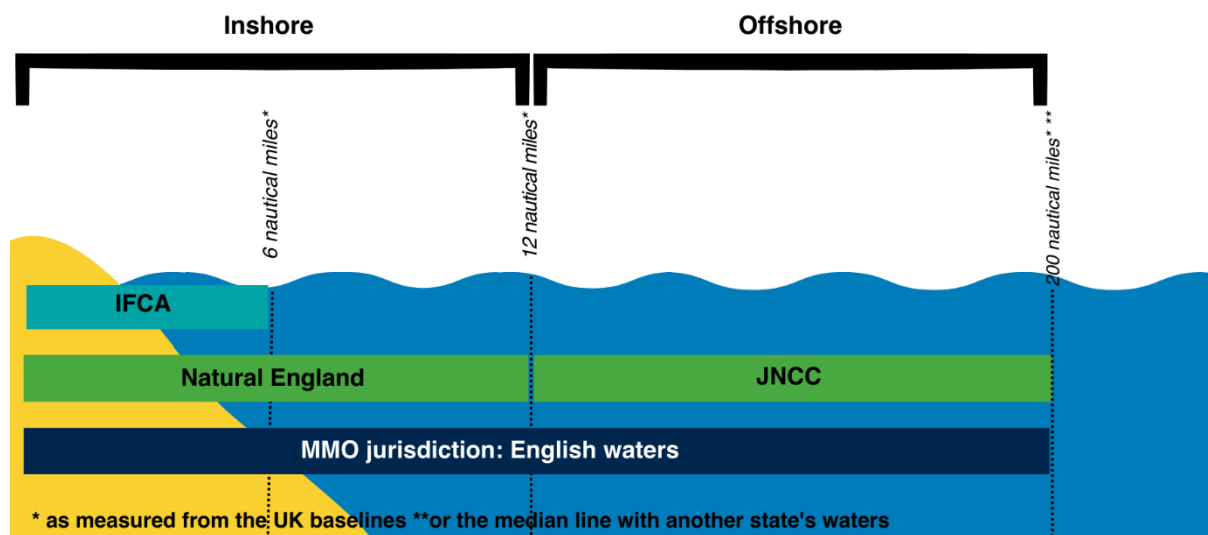 Inshore
Offshore
6 nautical miles*
12 nautical miles*
200 nautical miles* **
IFCA
Natural England
JNCC
MMO jurisdiction: English waters
* as measured from the UK baselines **or the median line with another state's waters